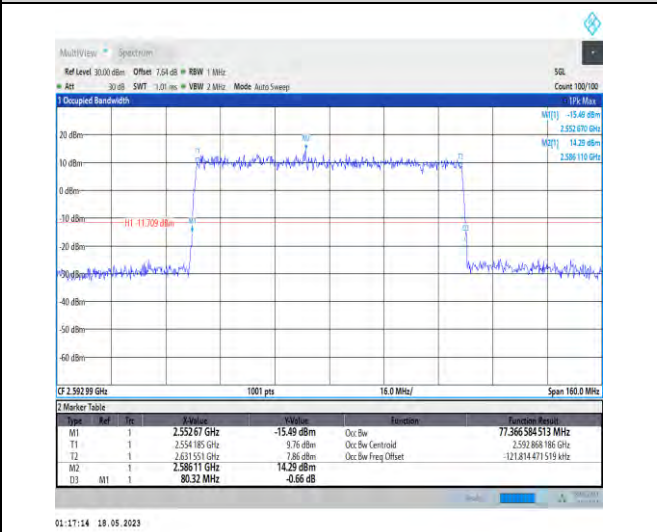 MultiView Spectrum
Ref Level 30.00 dBm Offset 7.64 dB RBW 1 MHz SGL
Att 30 dB SWT 1.01 ms VBW 2 MHz Mode Auto Sweep Count 100/100
1 Occupied Bandwidth 1Pk Max
M1[1] -15.49 dBm
2.552 670 GHz
M2[1] 14.29 dBm
2.586 110 GHz
20 dBm
10 dBm
0 dBm
-10 dBm
H1 -11.709 dBm
M1
-20 dBm
-30 dBm
-40 dBm
-50 dBm
-60 dBm
CF 2.592 99 GHz 1001 pts 16.0 MHz/ Span 160.0 MHz
2 Marker Table
Type Ref Trc X-Value Y-Value Function Function Result
M1 1 2.552 67 GHz -15.49 dBm Occ Bw 77.366 584 513 MHz
T1 1 2.554 185 GHz 9.76 dBm Occ Bw Centroid 2.592 868 186 GHz
T2 1 2.631 551 GHz 7.86 dBm Occ Bw Freq Offset -121.814 471 519 kHz
M2 1 2.586 11 GHz 14.29 dBm
D3 M1 1 80.32 MHz -0.66 dB
01:17:14 18.05.2023